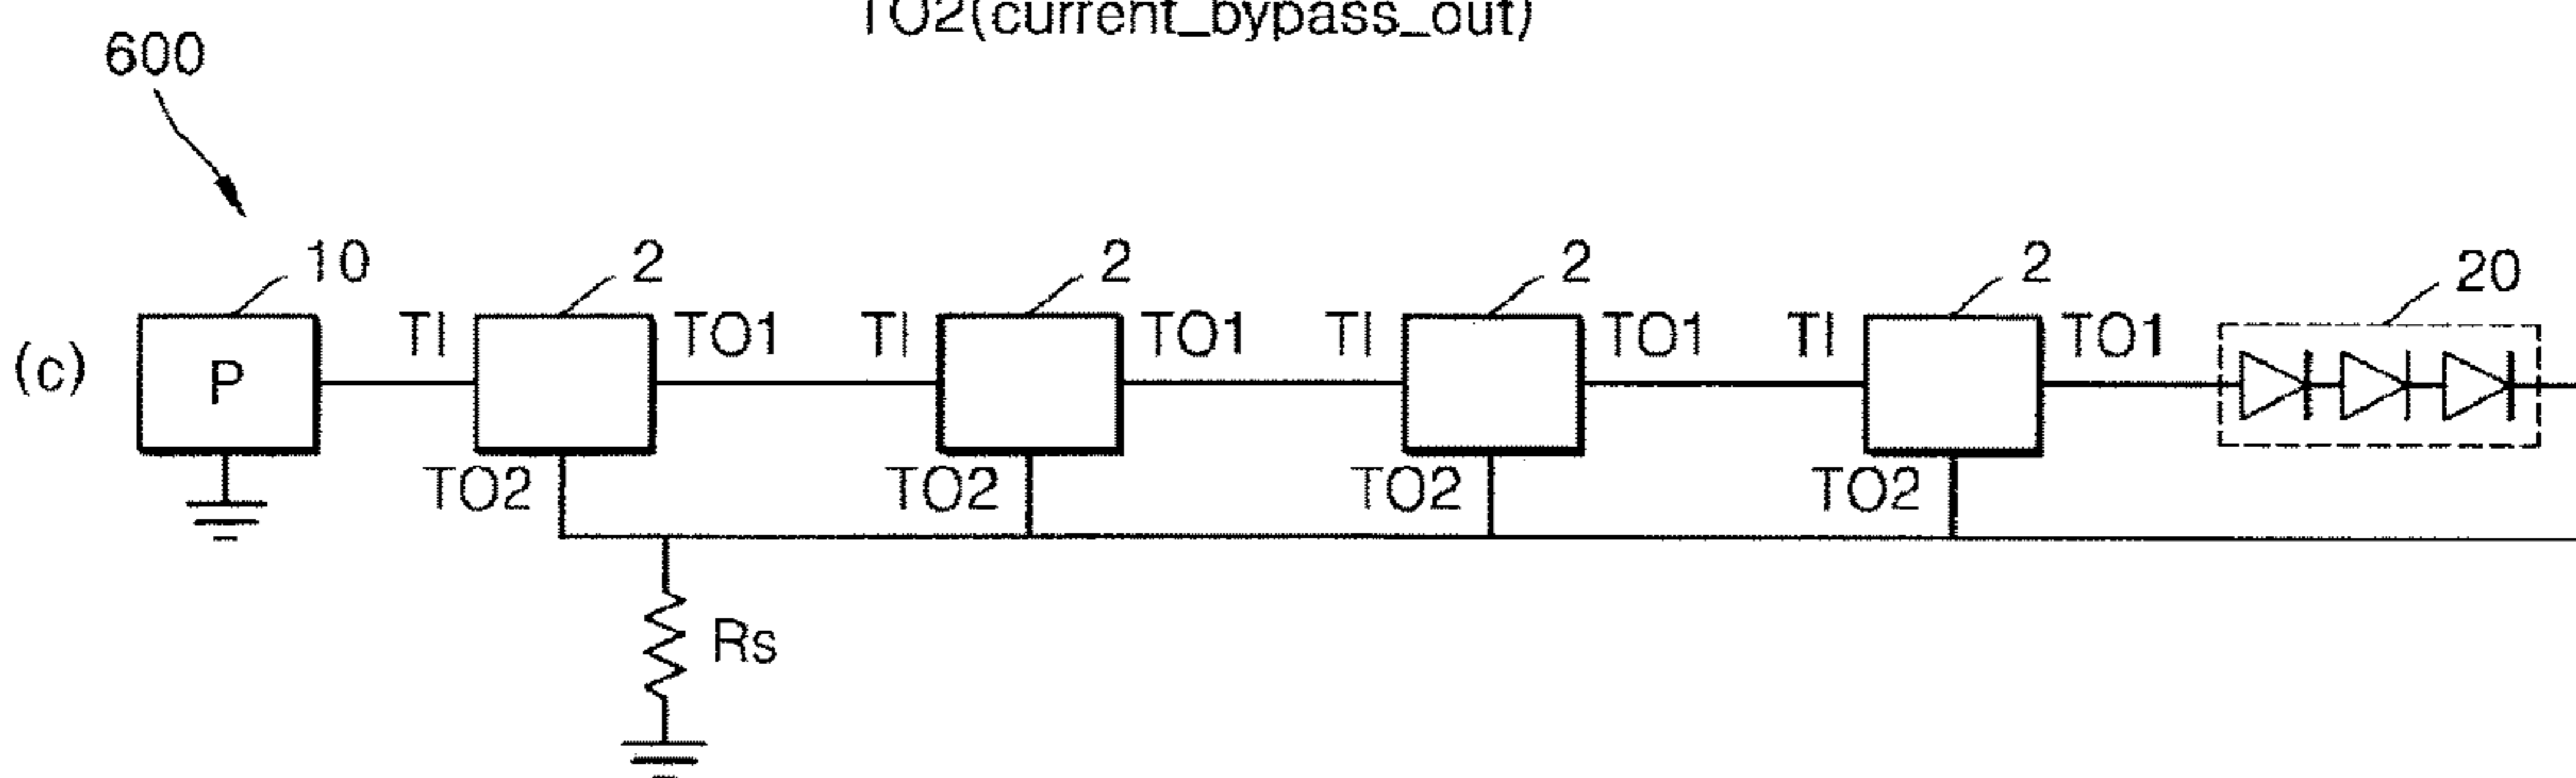 TO2(current_bypass_out)
600
10 2 2 2 2 20
(c) P TI TO1 TI TO1 TI TO1 TI TO1
TO2 TO2 TO2 TO2
Rs